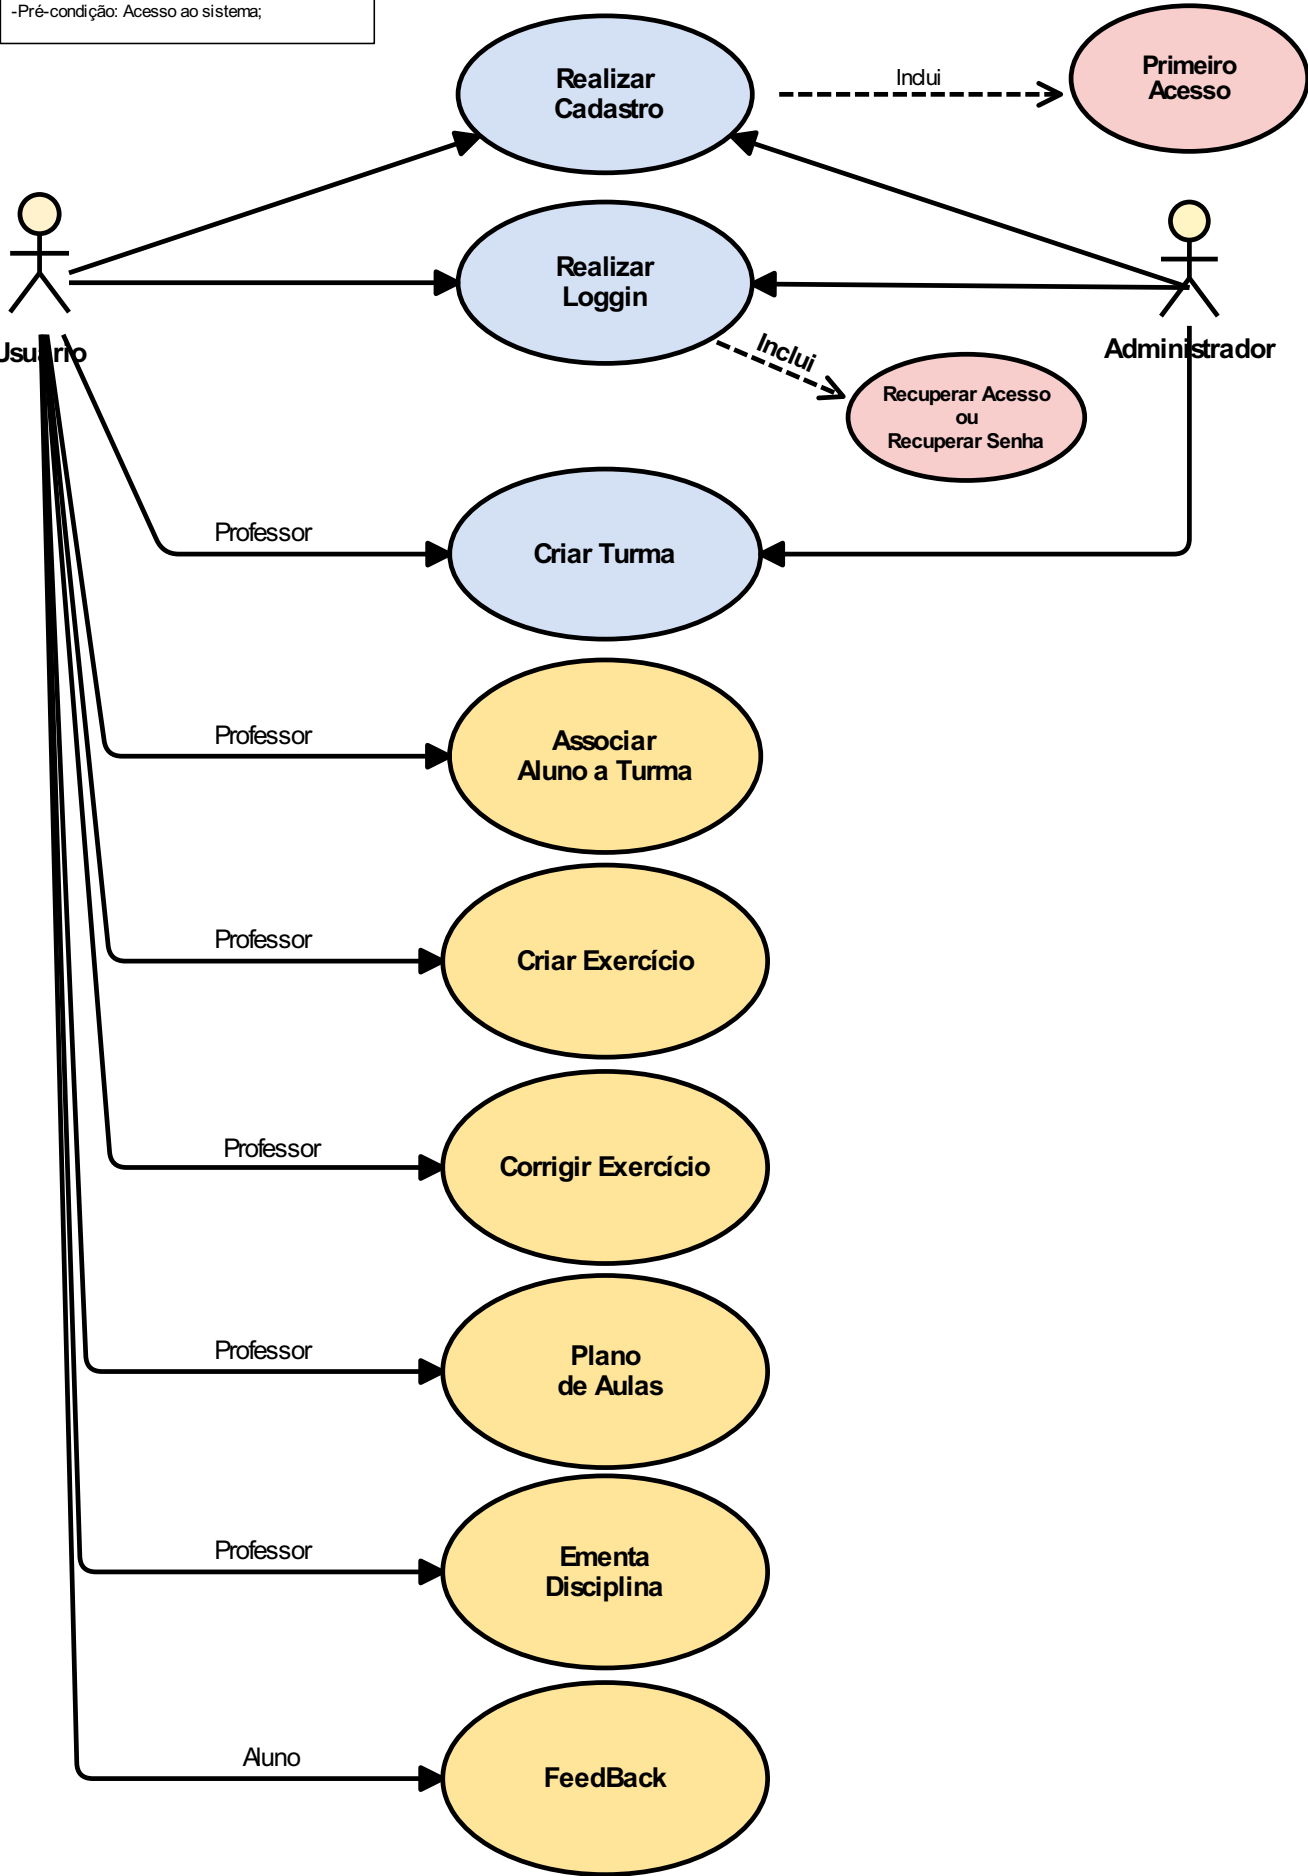 -Pré-condição: Acesso ao sistema;
Realizar
Cadastro
Inclui
Primeiro
Acesso
Realizar
Loggin
Usuário
Inclui
Administrador
Recuperar Acesso
ou
Recuperar Senha
Professor
Criar Turma
Professor
Associar
Aluno a Turma
Professor
Criar Exercício
Professor
Corrigir Exercício
Professor
Plano
de Aulas
Professor
Ementa
Disciplina
Aluno
FeedBack